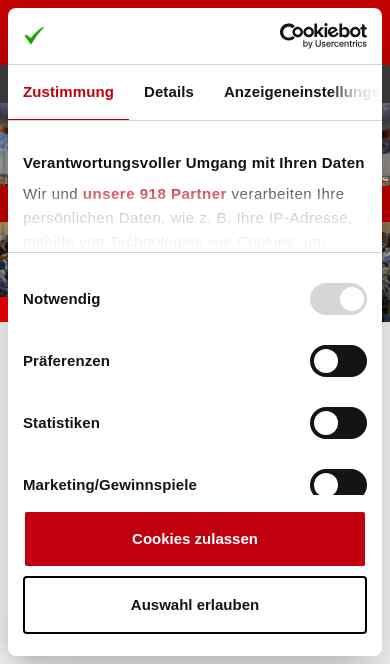 Cookiebot
by Usercentrics
Zustimmung Details Anzeigeneinstellungen
Verantwortungsvoller Umgang mit Ihren Daten
Wir und unsere 918 Partner verarbeiten Ihre
persönlichen Daten, wie z. B. Ihre IP-Adresse,
mithilfe von Technologien wie Cookies, um
Notwendig
Präferenzen
Statistiken
Marketing/Gewinnspiele
Cookies zulassen
Auswahl erlauben